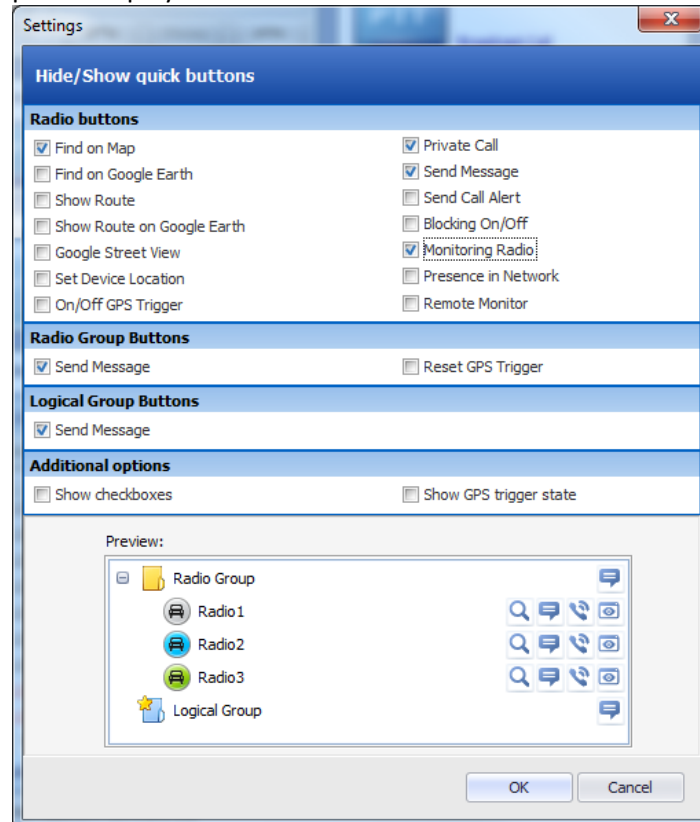 Settings
Hide/Show quick buttons
Radio buttons
Find on Map
Private Call
Find on Google Earth
Send Message
Show Route
Send Call Alert
Show Route on Google Earth
Blocking On/Off
Google Street View
Monitoring Radio
Set Device Location
Presence in Network
On/Off GPS Trigger
Remote Monitor
Radio Group Buttons
Send Message
Reset GPS Trigger
Logical Group Buttons
Send Message
Additional options
Show checkboxes
Show GPS trigger state
Preview:
Radio Group
Radio1
Radio2
Radio3
Logical Group
OK
Cancel